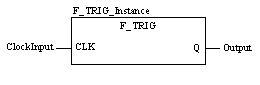 F_TRIG_Instance
F_TRIG
ClockInput CLK Q Output